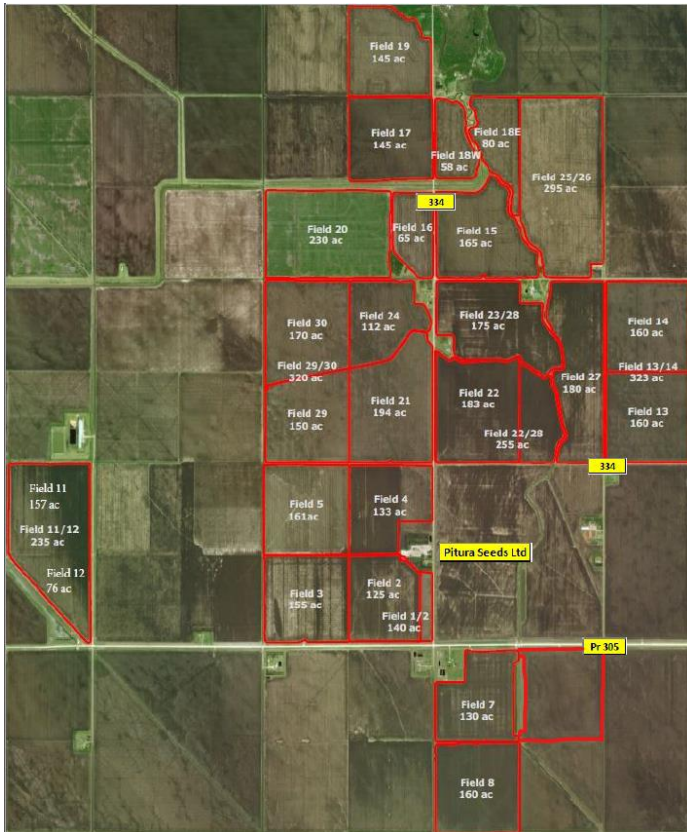 Field 19
145 ac
Field 17
145 ac
Field 18W
58 ac
Field 18E
80 ac
Field 25/26
295 ac
334
Field 20
230 ac
Field 16
65 ac
Field 15
165 ac
Field 30
170 ac
Field 24
112 ac
Field 23/28
175 ac
Field 14
160 ac
Field 29/30
320 ac
Field 13/14
323 ac
Field 27
180 ac
Field 29
150 ac
Field 21
194 ac
Field 22
183 ac
Field 13
160 ac
Field 22/28
255 ac
334
Field 11
157 ac
Field 11/12
235 ac
Field 12
76 ac
Field 5
161ac
Field 4
133 ac
Pitura Seeds Ltd
Field 3
155 ac
Field 2
125 ac
Field 1/2
140 ac
Pr 305
Field 7
130 ac
Field 8
160 ac